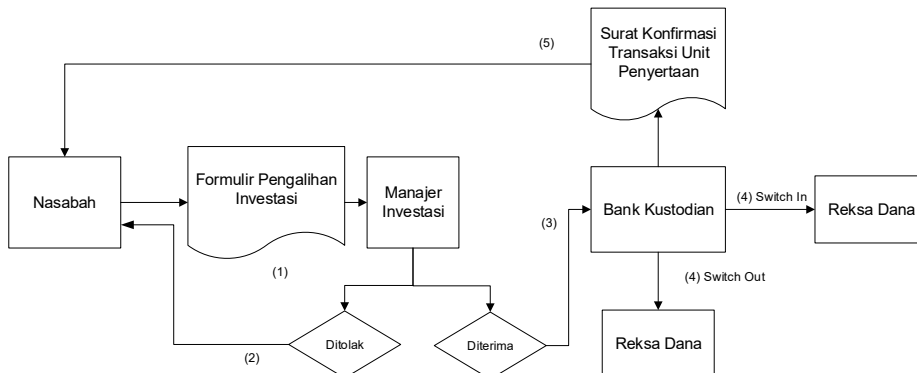 Surat Konfirmasi
Transaksi Unit
Penyertaan
(5)
Nasabah
Formulir Pengalihan
Investasi
Manajer
Investasi
Bank Kustodian
(4) Switch In
Reksa Dana
(3)
(1)
(4) Switch Out
Ditolak
(2)
Diterima
Reksa Dana